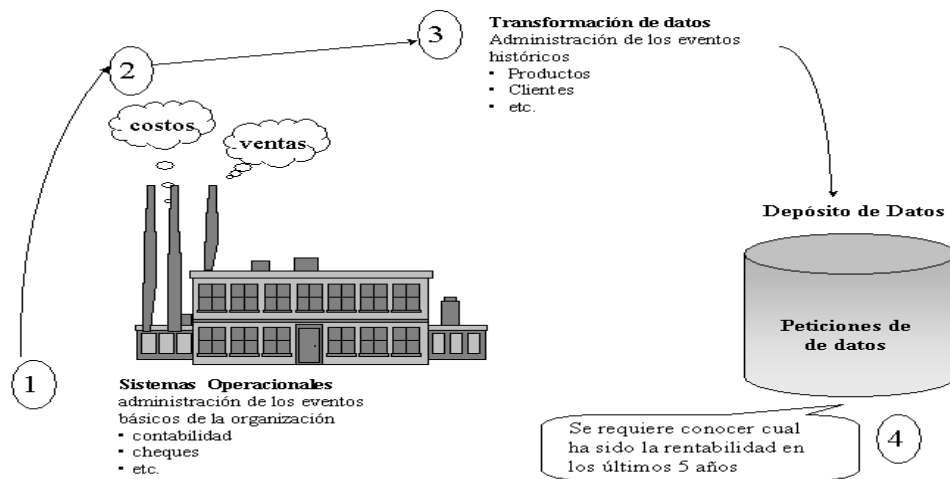 3
Transformación de datos
Administración de los eventos
históricos
▪ Productos
▪ Clientes
▪ etc.
2
costos
ventas
Depósito de Datos
Peticiones de
de datos
1
Sistemas Operacionales
administración de los eventos
básicos de la organización
▪ contabilidad
▪ cheques
▪ etc.
Se requiere conocer cual
ha sido la rentabilidad en
los últimos 5 años
4